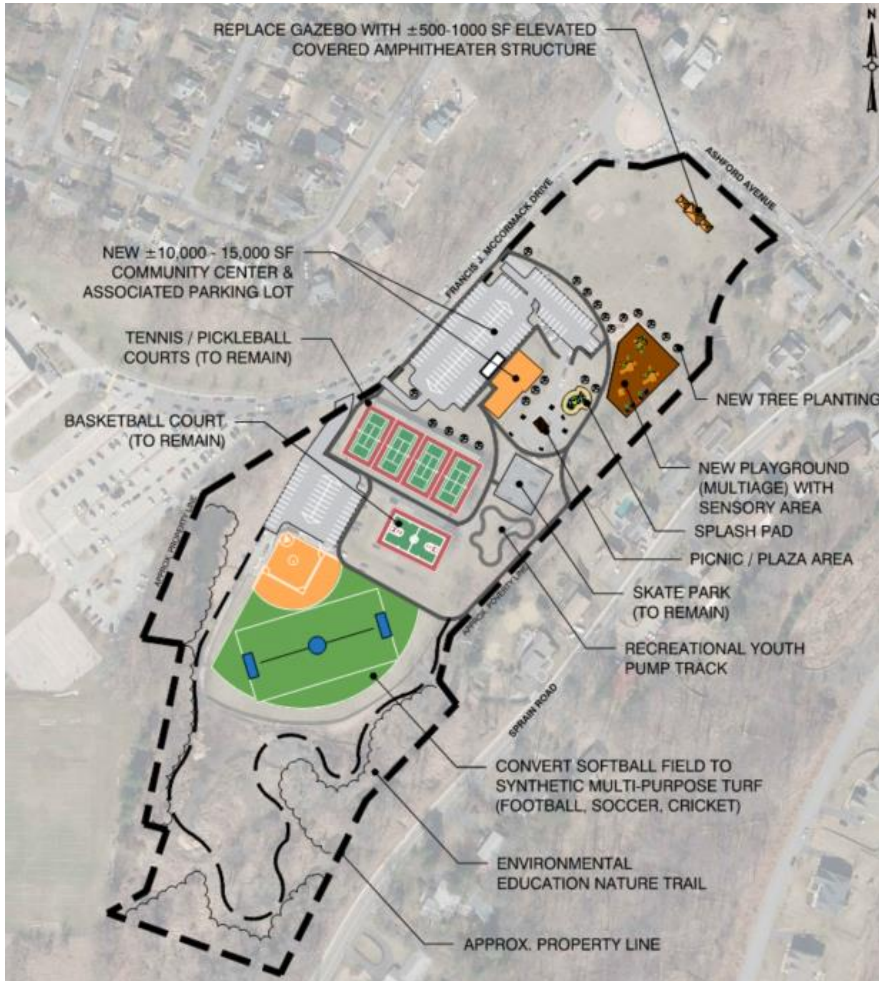 REPLACE GAZEBO WITH ±500-1000 SF ELEVATED
COVERED AMPHITHEATER STRUCTURE
N
ASHFORD AVENUE
FRANCIS J. MCCORMACK DRIVE
NEW ±10,000 - 15,000 SF
COMMUNITY CENTER &
ASSOCIATED PARKING LOT
TENNIS / PICKLEBALL
COURTS (TO REMAIN)
BASKETBALL COURT
(TO REMAIN)
NEW TREE PLANTING
NEW PLAYGROUND
(MULTIAGE) WITH
SENSORY AREA
SPLASH PAD
PICNIC / PLAZA AREA
SKATE PARK
(TO REMAIN)
RECREATIONAL YOUTH
PUMP TRACK
APPROX. PROPERTY LINE
APPROX. POVERTY LINE
SPRAIN ROAD
CONVERT SOFTBALL FIELD TO
SYNTHETIC MULTI-PURPOSE TURF
(FOOTBALL, SOCCER, CRICKET)
ENVIRONMENTAL
EDUCATION NATURE TRAIL
APPROX. PROPERTY LINE